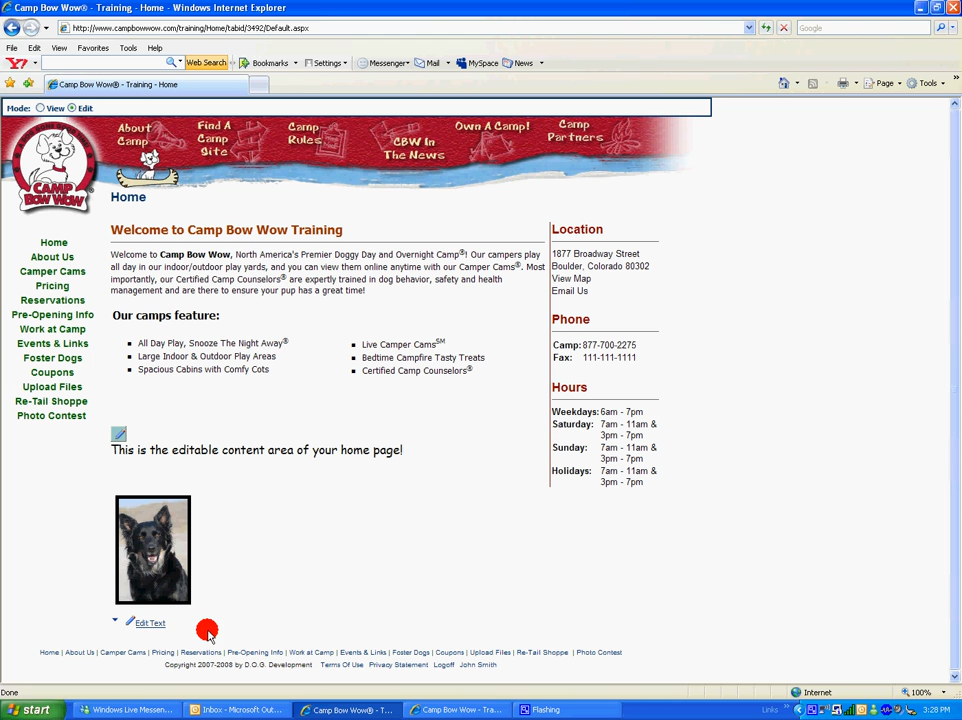 Camp Bow Wow® - Training - Home - Windows Internet Explorer
http://www.campbowwow.com/training/Home/tabid/3492/Default.aspx
Google
File Edit View Favorites Tools Help
Y! Web Search Bookmarks Settings Messenger Mail MySpace News
Camp Bow Wow® - Training - Home
Page Tools
Mode: View Edit
About Camp
Find A Camp Site
Camp Rules
CBW In The News
Own A Camp!
Camp Partners
CAMP BOW WOW
Home
Home
About Us
Camper Cams
Pricing
Reservations
Pre-Opening Info
Work at Camp
Events & Links
Foster Dogs
Coupons
Upload Files
Re-Tail Shoppe
Photo Contest
Welcome to Camp Bow Wow Training
Welcome to Camp Bow Wow, North America's Premier Doggy Day and Overnight Camp®! Our campers play
all day in our indoor/outdoor play yards, and you can view them online anytime with our Camper Cams®. Most
importantly, our Certified Camp Counselors® are expertly trained in dog behavior, safety and health
management and are there to ensure your pup has a great time!
Our camps feature:
All Day Play, Snooze The Night Away®
Large Indoor & Outdoor Play Areas
Spacious Cabins with Comfy Cots
Live Camper Cams℠
Bedtime Campfire Tasty Treats
Certified Camp Counselors®
This is the editable content area of your home page!
Edit Text
Location
1877 Broadway Street
Boulder, Colorado 80302
View Map
Email Us
Phone
Camp: 877-700-2275
Fax: 111-111-1111
Hours
Weekdays: 6am - 7pm
Saturday: 7am - 11am &
3pm - 7pm
Sunday: 7am - 11am &
3pm - 7pm
Holidays: 7am - 11am &
3pm - 7pm
Home | About Us | Camper Cams | Pricing | Reservations | Pre-Opening Info | Work at Camp | Events & Links | Foster Dogs | Coupons | Upload Files | Re-Tail Shoppe | Photo Contest
Copyright 2007-2008 by D.O.G. Development Terms Of Use Privacy Statement Logoff John Smith
Done Internet 100%
start Windows Live Messen... Inbox - Microsoft Out... Camp Bow Wow® - T... Camp Bow Wow - Tra... Flashing Links 3:28 PM